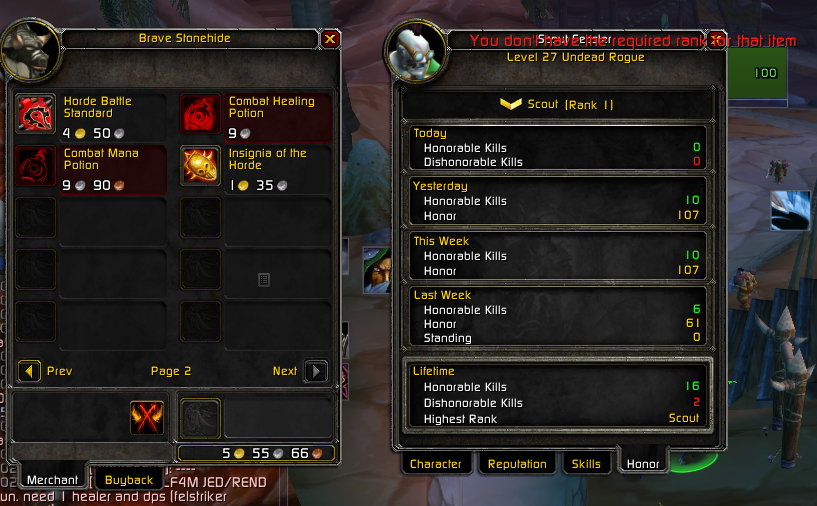 Brave Stonehide
Horde Battle
Standard
4 50
Combat Healing
Potion
9
Combat Mana
Potion
9 90
Insignia of the
Horde
1 35
Prev
Page 2
Next
5 55 66
Merchant
Buyback
You don't have the required rank for that item
Scout
Level 27 Undead Rogue
100
Scout (Rank 1)
Today
Honorable Kills 0
Dishonorable Kills 0
Yesterday
Honorable Kills 10
Honor 107
This Week
Honorable Kills 10
Honor 107
Last Week
Honorable Kills 6
Honor 61
Standing 0
Lifetime
Honorable Kills 16
Dishonorable Kills 2
Highest Rank Scout
Character
Reputation
Skills
Honor
LF4M JED/REND
un. need 1 healer and dps (felstriker